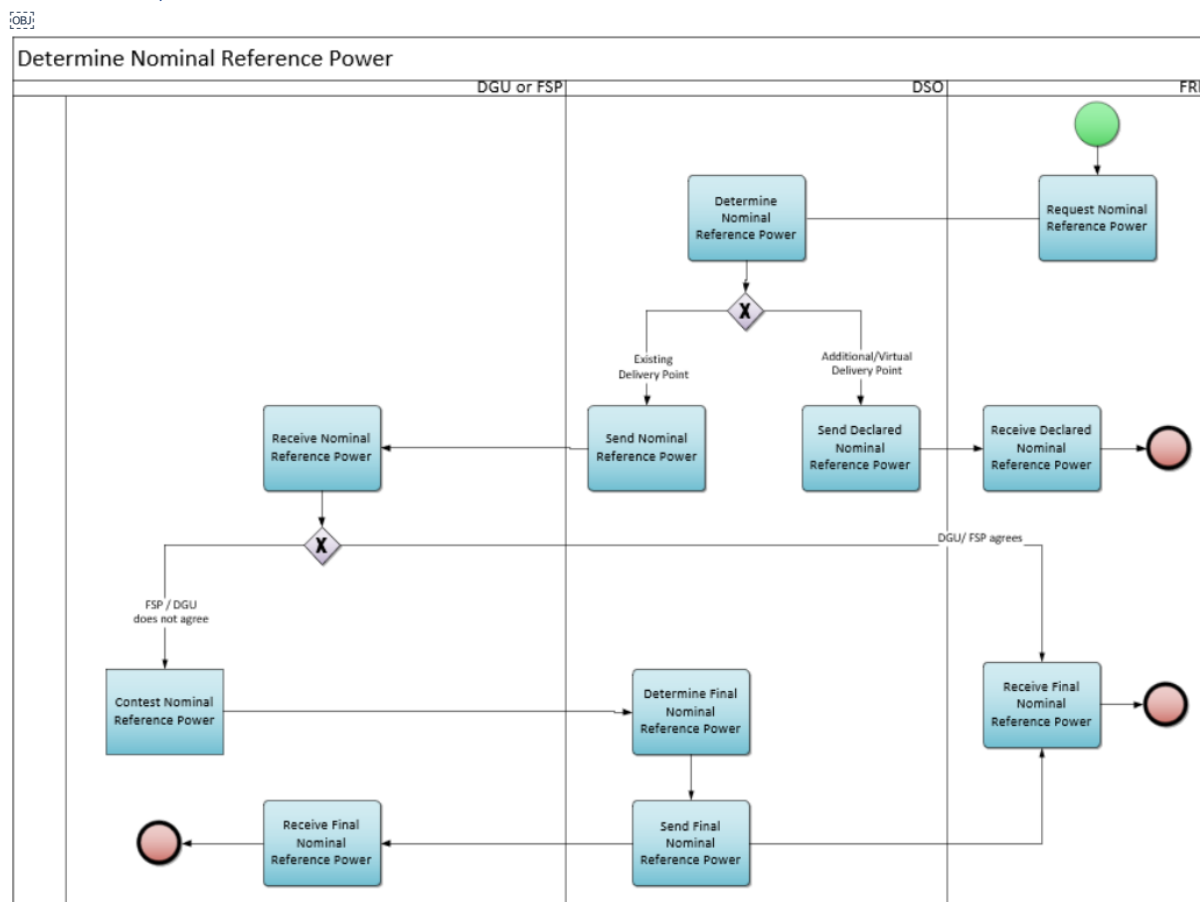 OBJ
Determine Nominal Reference Power
DGU or FSP
DSO
Determine
Nominal
Reference Power
Request Nominal
Reference Power
X
Existing
Delivery Point
Additional/Virtual
Delivery Point
Receive Nominal
Reference Power
Send Nominal
Reference Power
Send Declared
Nominal
Reference Power
Receive Declared
Nominal
Reference Power
X
DGU/ FSP agrees
FSP / DGU
does not agree
Contest Nominal
Reference Power
Determine Final
Nominal
Reference Power
Receive Final
Nominal
Reference Power
Receive Final
Nominal
Reference Power
Send Final
Nominal
Reference Power